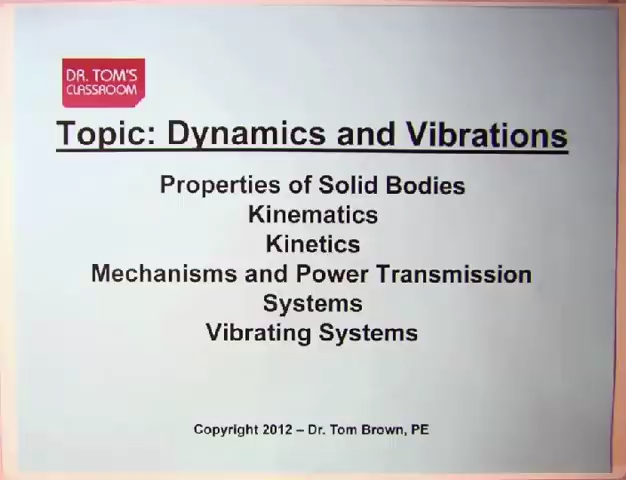 DR. TOM'S
CLASSROOM
Topic: Dynamics and Vibrations
Properties of Solid Bodies
Kinematics
Kinetics
Mechanisms and Power Transmission
Systems
Vibrating Systems
Copyright 2012 – Dr. Tom Brown, PE